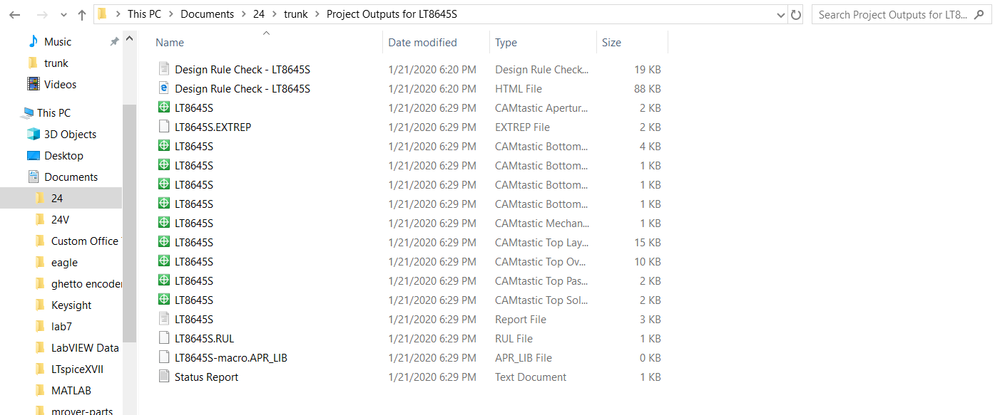 This PC > Documents > 24 > trunk > Project Outputs for LT8645S
Search Project Outputs for LT8...
Music
trunk
Videos
This PC
3D Objects
Desktop
Documents
24
24V
Custom Office
eagle
ghetto encoder
Keysight
lab7
LabVIEW Data
LTspiceXVII
MATLAB
mrover-parts
Name Date modified Type Size
Design Rule Check - LT8645S 1/21/2020 6:20 PM Design Rule Check... 19 KB
Design Rule Check - LT8645S 1/21/2020 6:20 PM HTML File 88 KB
LT8645S 1/21/2020 6:29 PM CAMtastic Apertur... 2 KB
LT8645S.EXTREP 1/21/2020 6:29 PM EXTREP File 2 KB
LT8645S 1/21/2020 6:29 PM CAMtastic Bottom... 4 KB
LT8645S 1/21/2020 6:29 PM CAMtastic Bottom... 1 KB
LT8645S 1/21/2020 6:29 PM CAMtastic Bottom... 1 KB
LT8645S 1/21/2020 6:29 PM CAMtastic Bottom... 1 KB
LT8645S 1/21/2020 6:29 PM CAMtastic Mechan... 1 KB
LT8645S 1/21/2020 6:29 PM CAMtastic Top Lay... 15 KB
LT8645S 1/21/2020 6:29 PM CAMtastic Top Ov... 10 KB
LT8645S 1/21/2020 6:29 PM CAMtastic Top Pas... 2 KB
LT8645S 1/21/2020 6:29 PM CAMtastic Top Sol... 2 KB
LT8645S 1/21/2020 6:29 PM Report File 3 KB
LT8645S.RUL 1/21/2020 6:29 PM RUL File 1 KB
LT8645S-macro.APR_LIB 1/21/2020 6:29 PM APR_LIB File 0 KB
Status Report 1/21/2020 6:29 PM Text Document 1 KB